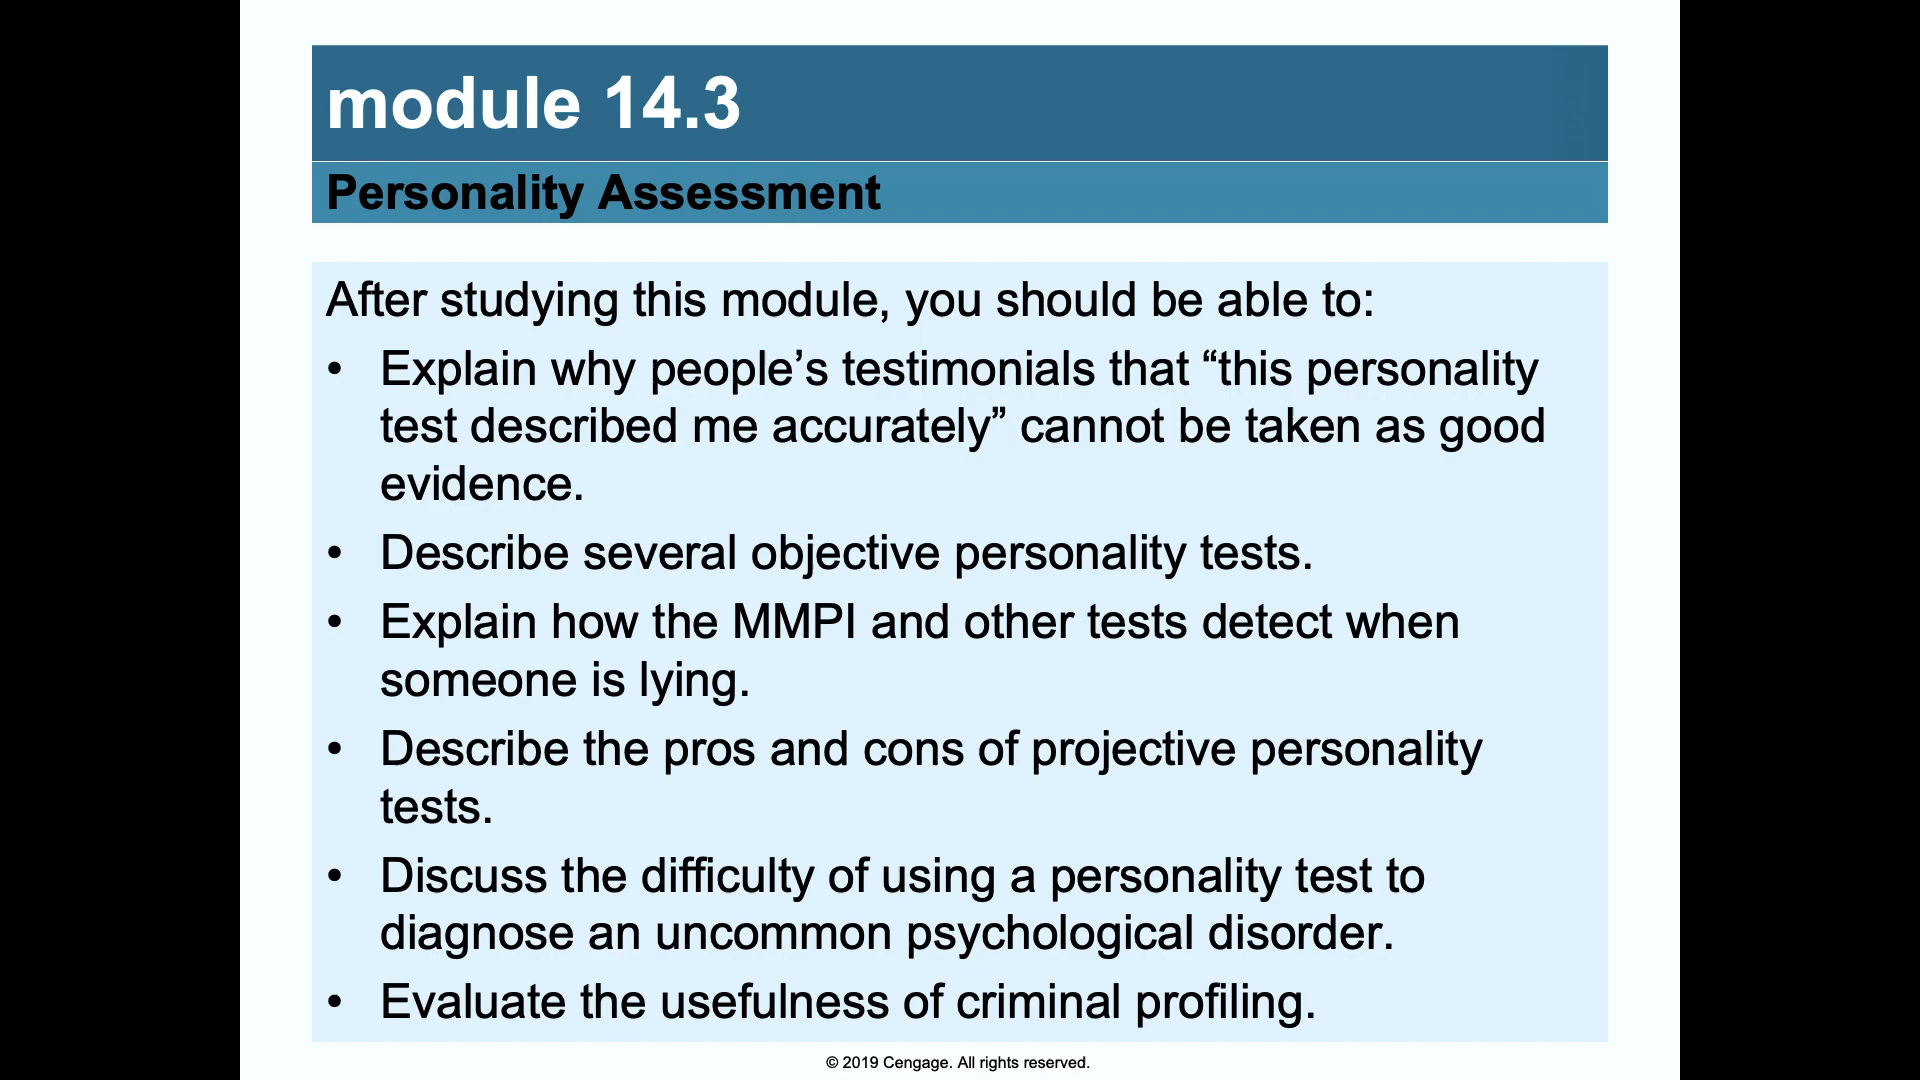 module 14.3
Personality Assessment
After studying this module, you should be able to:
• Explain why people’s testimonials that “this personality
test described me accurately” cannot be taken as good
evidence.
• Describe several objective personality tests.
• Explain how the MMPI and other tests detect when
someone is lying.
• Describe the pros and cons of projective personality
tests.
• Discuss the difficulty of using a personality test to
diagnose an uncommon psychological disorder.
• Evaluate the usefulness of criminal profiling.
© 2019 Cengage. All rights reserved.